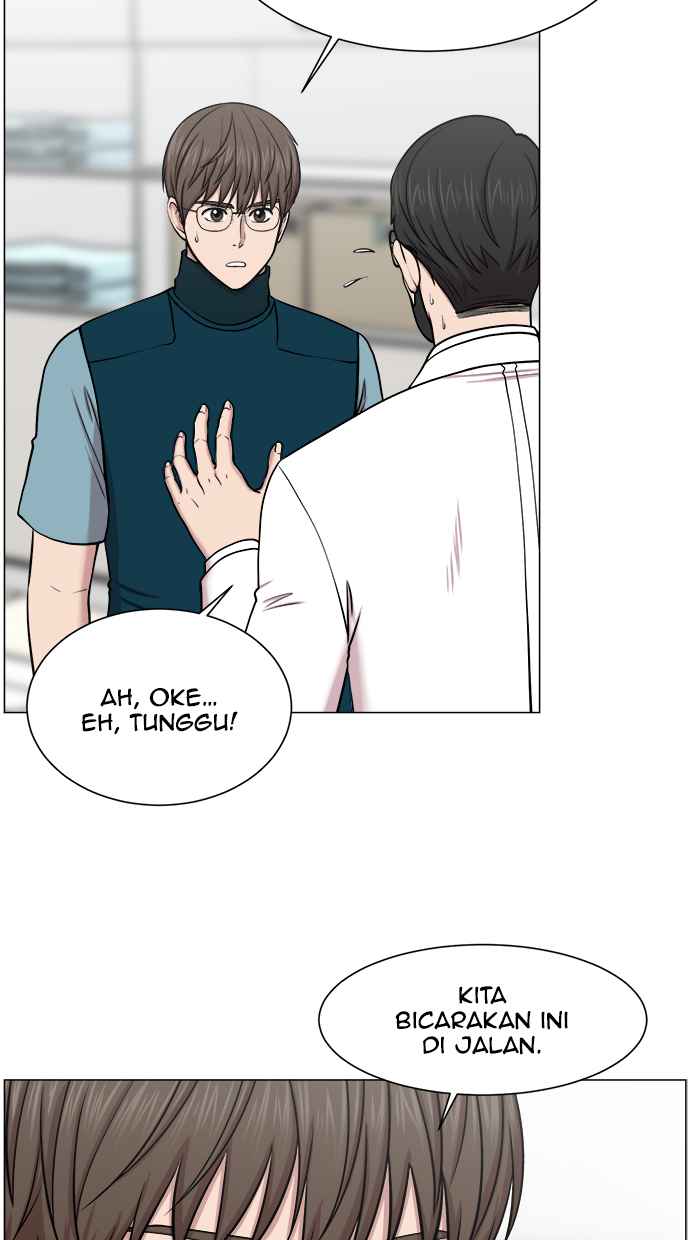 AH, OKE...
EH, TUNGGU!
KITA
BICARAKAN INI
DI JALAN.